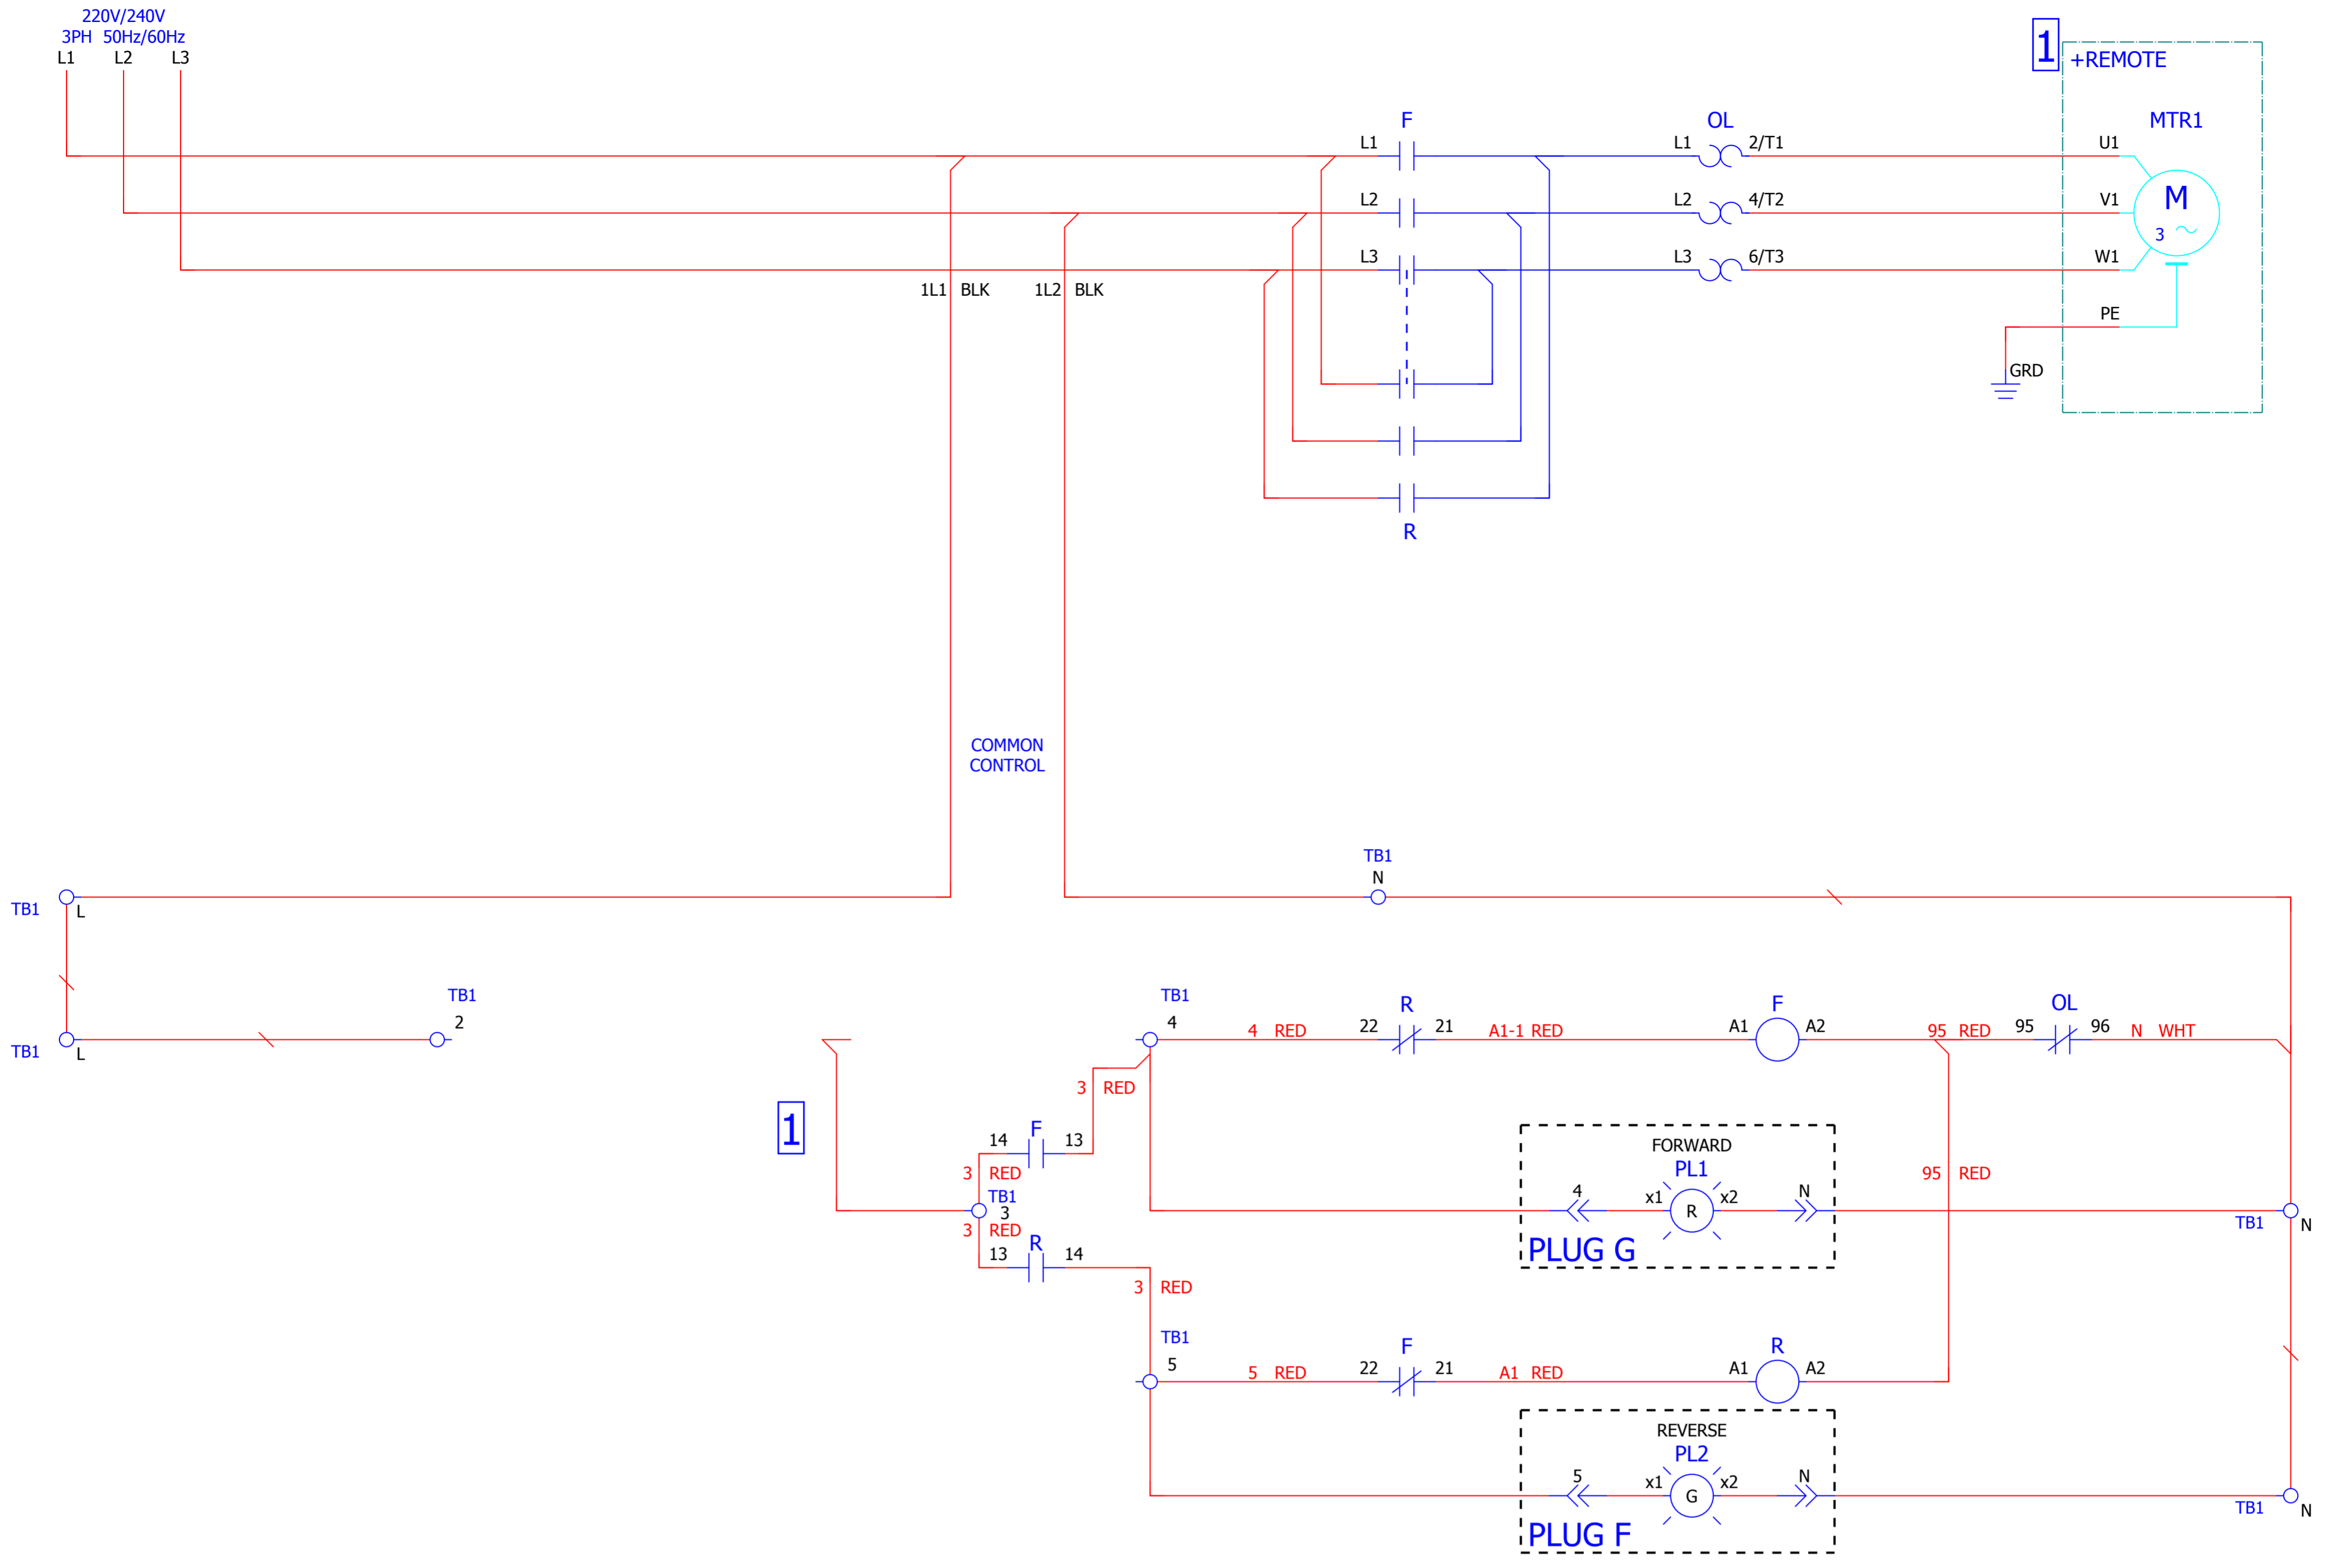 220V/240V
3PH 50Hz/60Hz
L1 L2 L3
1
+REMOTE
F
OL
MTR1
L1
L1
2/T1
U1
L2
L2
4/T2
V1
M
3
L3
L3
6/T3
W1
1L1 BLK
1L2 BLK
PE
GRD
R
COMMON
CONTROL
TB1
N
TB1
L
TB1
2
TB1
L
TB1
4
4 RED
22
R
21
A1-1 RED
A1
F
A2
95 RED
95
OL
96
N WHT
3 RED
1
14
F
13
3 RED
TB1
3
3 RED
13
R
14
3 RED
FORWARD
PL1
4
x1
R
x2
N
PLUG G
95 RED
TB1
N
TB1
5
5 RED
22
F
21
A1 RED
A1
R
A2
REVERSE
PL2
5
x1
G
x2
N
PLUG F
TB1
N